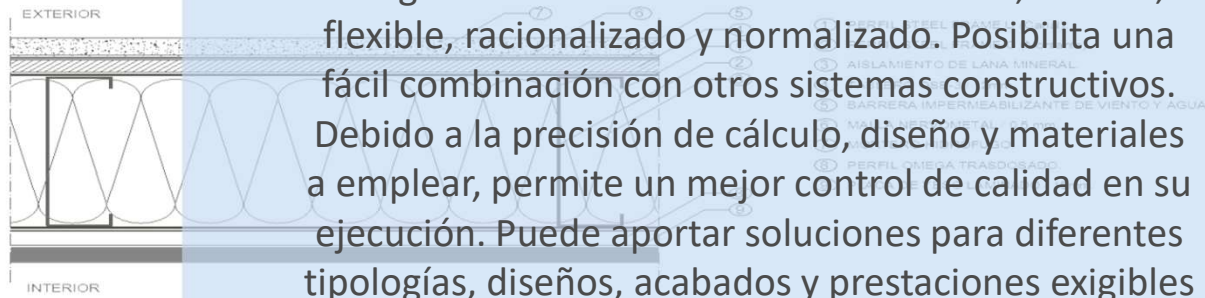 EXTERIOR
flexible, racionalizado y normalizado. Posibilita una
AISLAMIENTO DE LANA MINERAL
fácil combinación con otros sistemas constructivos.
BARRERA IMPERMEABILIZANTE DE VIENTO Y AGUA
Debido a la precisión de cálculo, diseño y materiales
PERFIL OMEGA TRASDOSADO
a emplear, permite un mejor control de calidad en su
ejecución. Puede aportar soluciones para diferentes
INTERIOR
tipologías, diseños, acabados y prestaciones exigibles